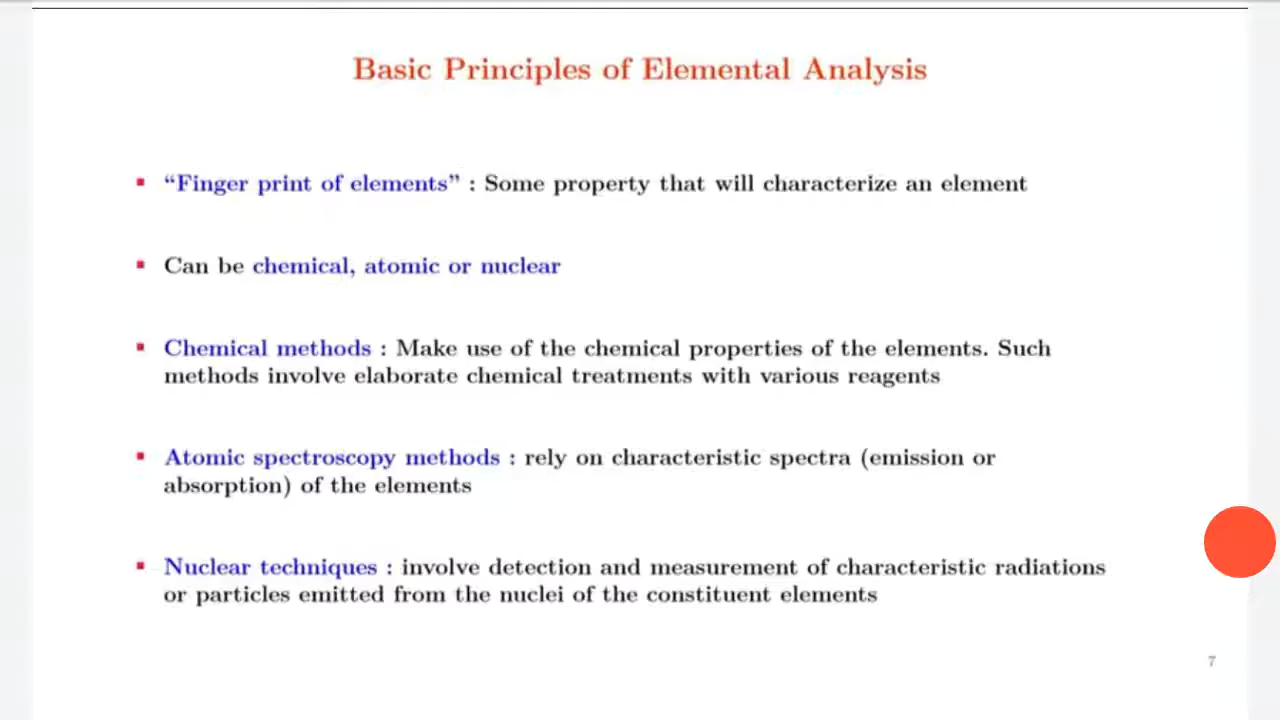 Basic Principles of Elemental Analysis
“Finger print of elements” : Some property that will characterize an element
Can be chemical, atomic or nuclear
Chemical methods : Make use of the chemical properties of the elements. Such
methods involve elaborate chemical treatments with various reagents
Atomic spectroscopy methods : rely on characteristic spectra (emission or
absorption) of the elements
Nuclear techniques : involve detection and measurement of characteristic radiations
or particles emitted from the nuclei of the constituent elements
7